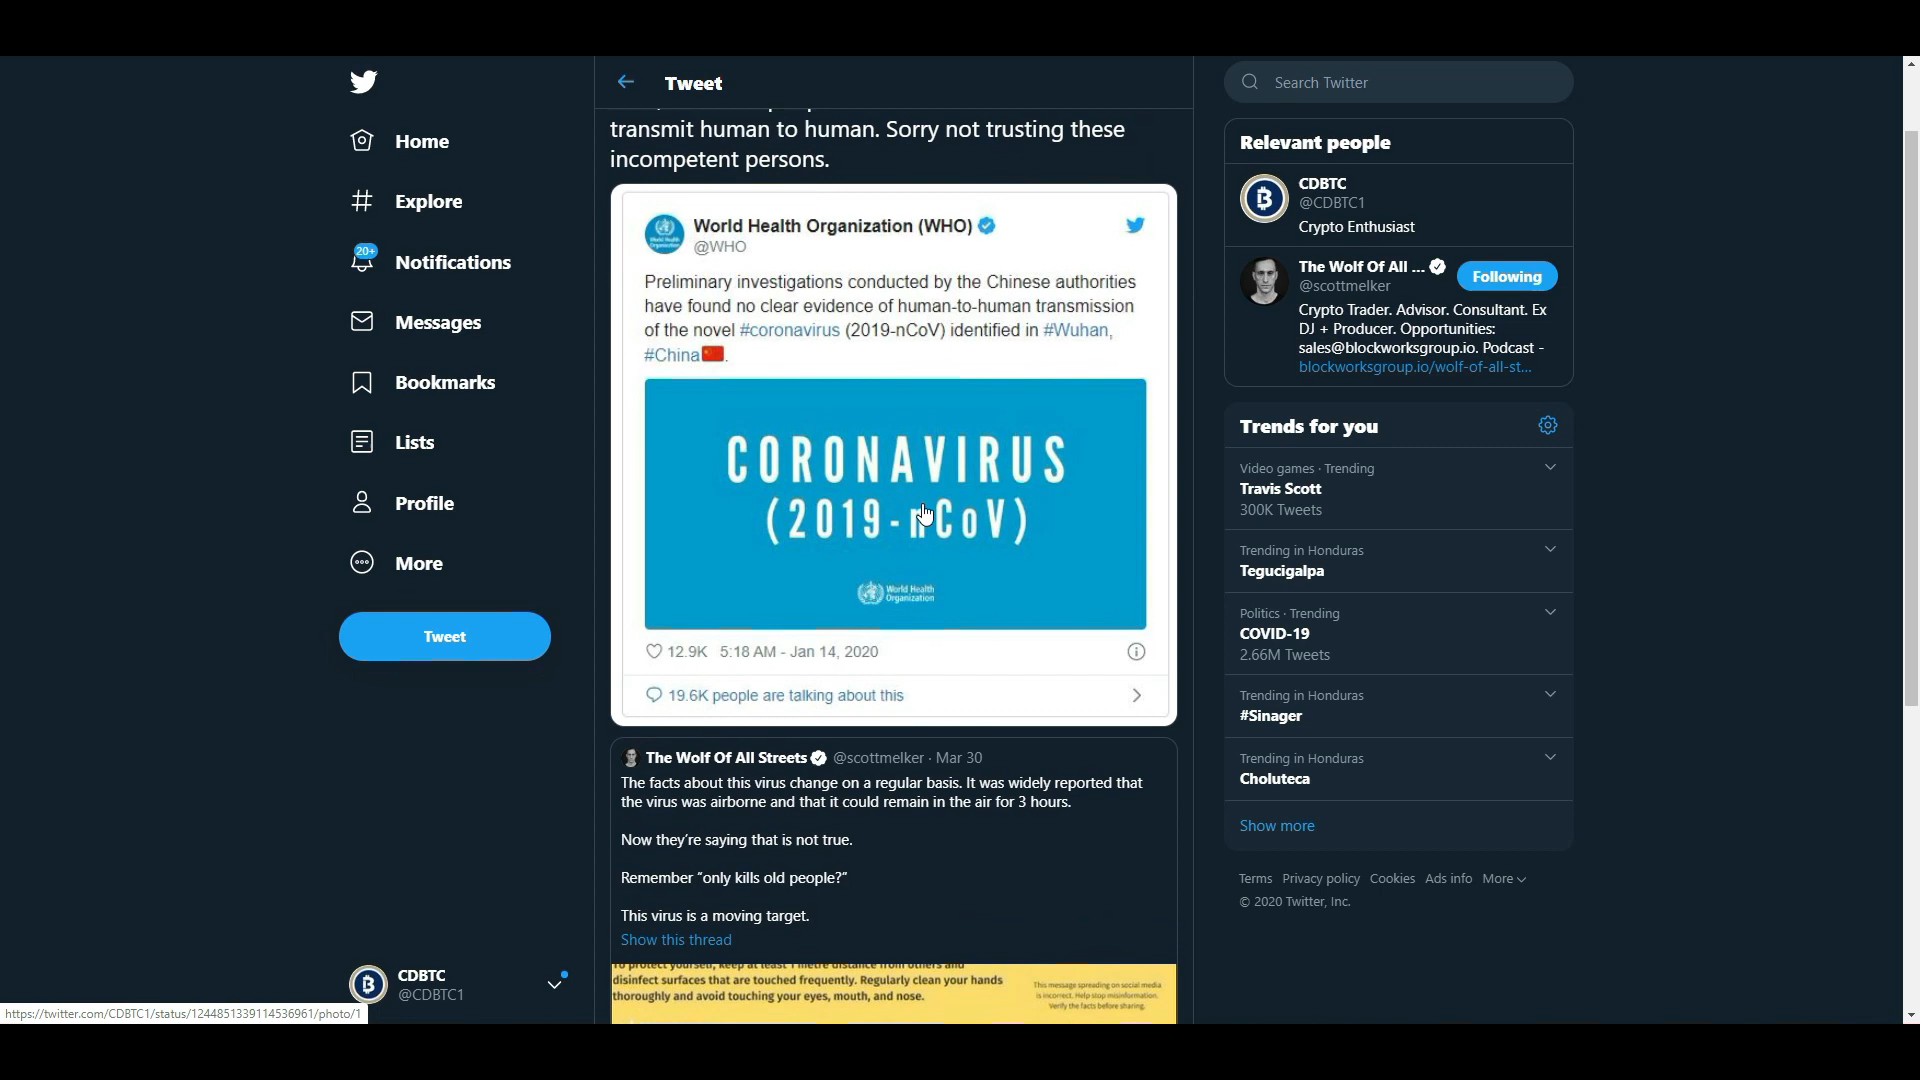 Home
Explore
20+
Notifications
Messages
Bookmarks
Lists
Profile
More
Tweet
CDBTC
@CDBTC1
https://twitter.com/CDBTC1/status/1244851339114536961/photo/1
Tweet
transmit human to human. Sorry not trusting these
incompetent persons.
World Health Organization (WHO)
@WHO
Preliminary investigations conducted by the Chinese authorities
have found no clear evidence of human-to-human transmission
of the novel #coronavirus (2019-nCoV) identified in #Wuhan,
#China🇨🇳.
CORONAVIRUS
(2019-nCoV)
World Health
Organization
12.9K 5:18 AM - Jan 14, 2020
19.6K people are talking about this
The Wolf Of All Streets @scottmelker · Mar 30
The facts about this virus change on a regular basis. It was widely reported that
the virus was airborne and that it could remain in the air for 3 hours.
Now they're saying that is not true.
Remember "only kills old people?"
This virus is a moving target.
Show this thread
To protect yourself, keep at least 1 metre distance from others and
disinfect surfaces that are touched frequently. Regularly clean your hands
thoroughly and avoid touching your eyes, mouth, and nose.
This message spreading on social media
is incorrect. Help stop misinformation.
Verify the facts before sharing.
Search Twitter
Relevant people
CDBTC
@CDBTC1
Crypto Enthusiast
The Wolf Of All ...
@scottmelker
Following
Crypto Trader. Advisor. Consultant. Ex
DJ + Producer. Opportunities:
sales@blockworksgroup.io. Podcast -
blockworksgroup.io/wolf-of-all-st...
Trends for you
Video games · Trending
Travis Scott
300K Tweets
Trending in Honduras
Tegucigalpa
Politics · Trending
COVID-19
2.66M Tweets
Trending in Honduras
#Sinager
Trending in Honduras
Choluteca
Show more
Terms Privacy policy Cookies Ads info More
© 2020 Twitter, Inc.